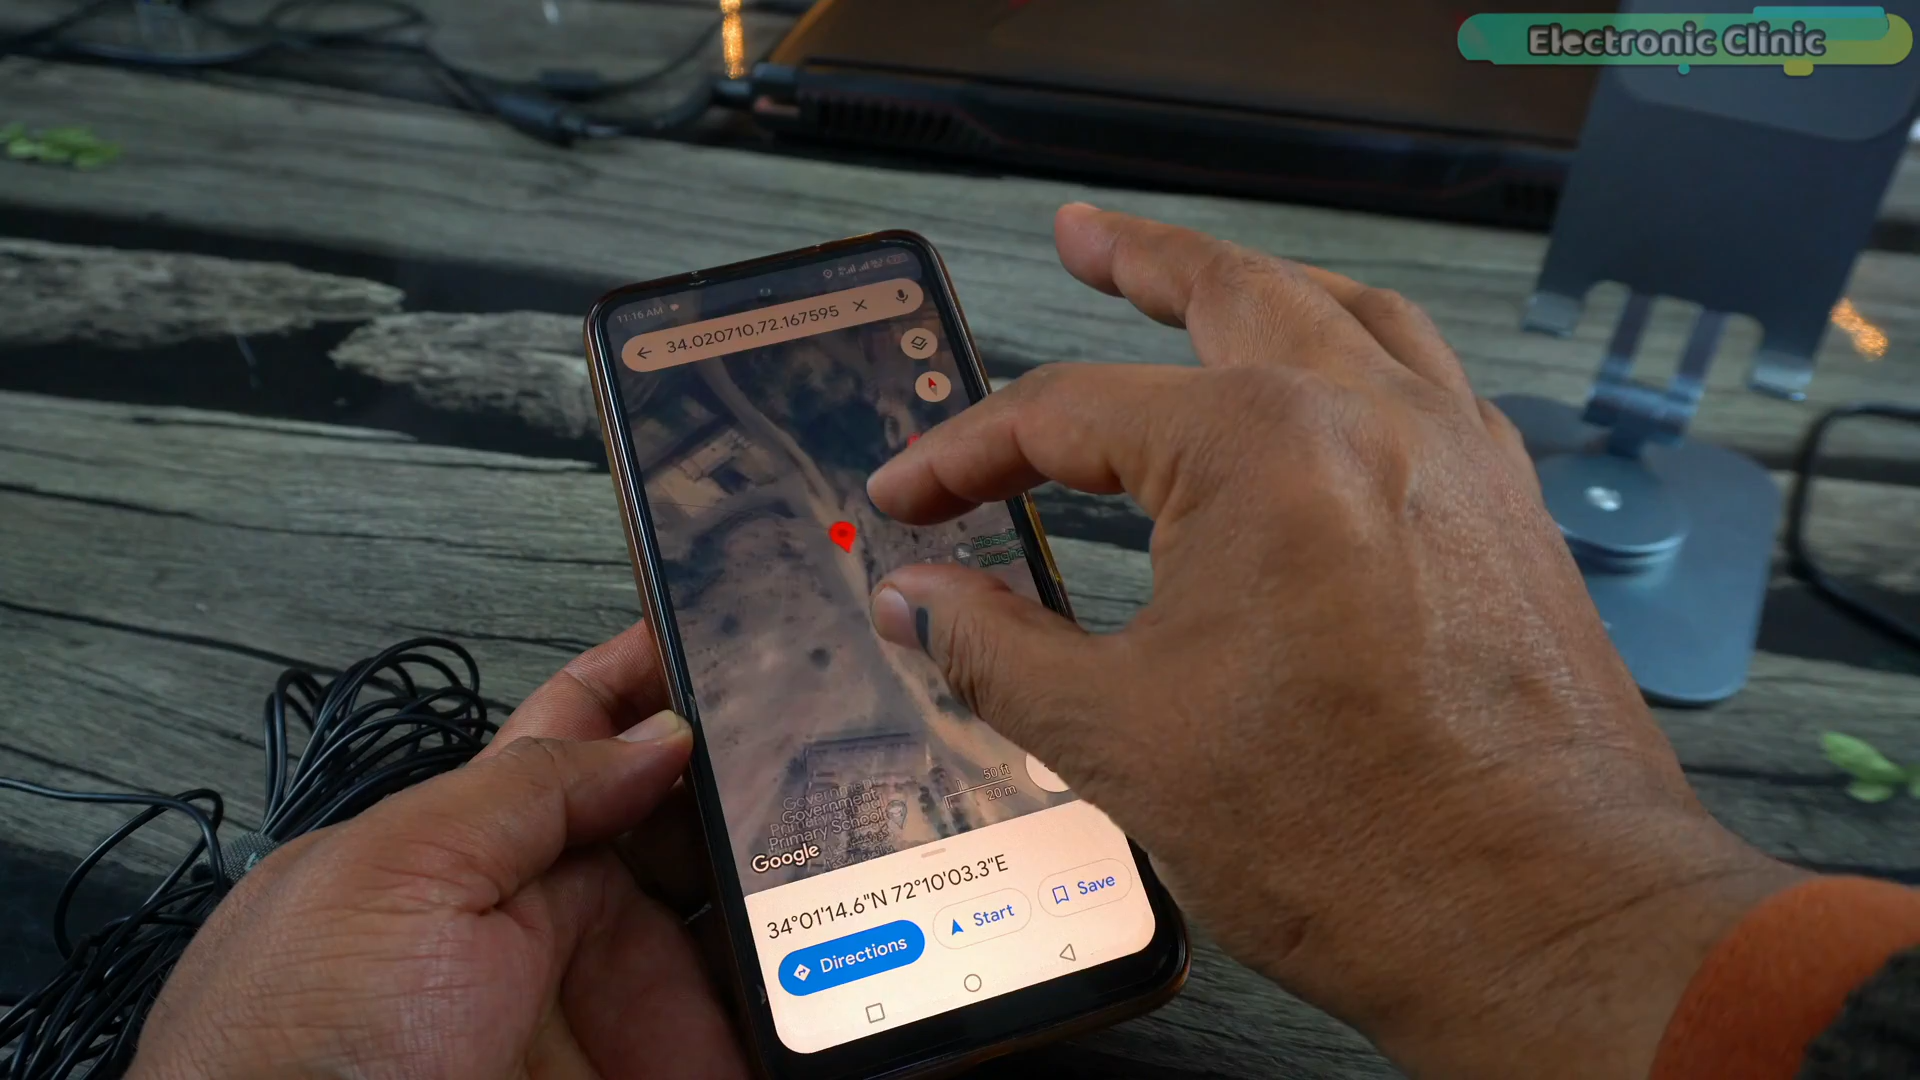 Electronic Clinic
11:16 AM
34.020710,72.167595
Mugha
50 ft
20 m
Government
Primary School
Google
34°01'14.6"N 72°10'03.3"E
Directions
Start
Save